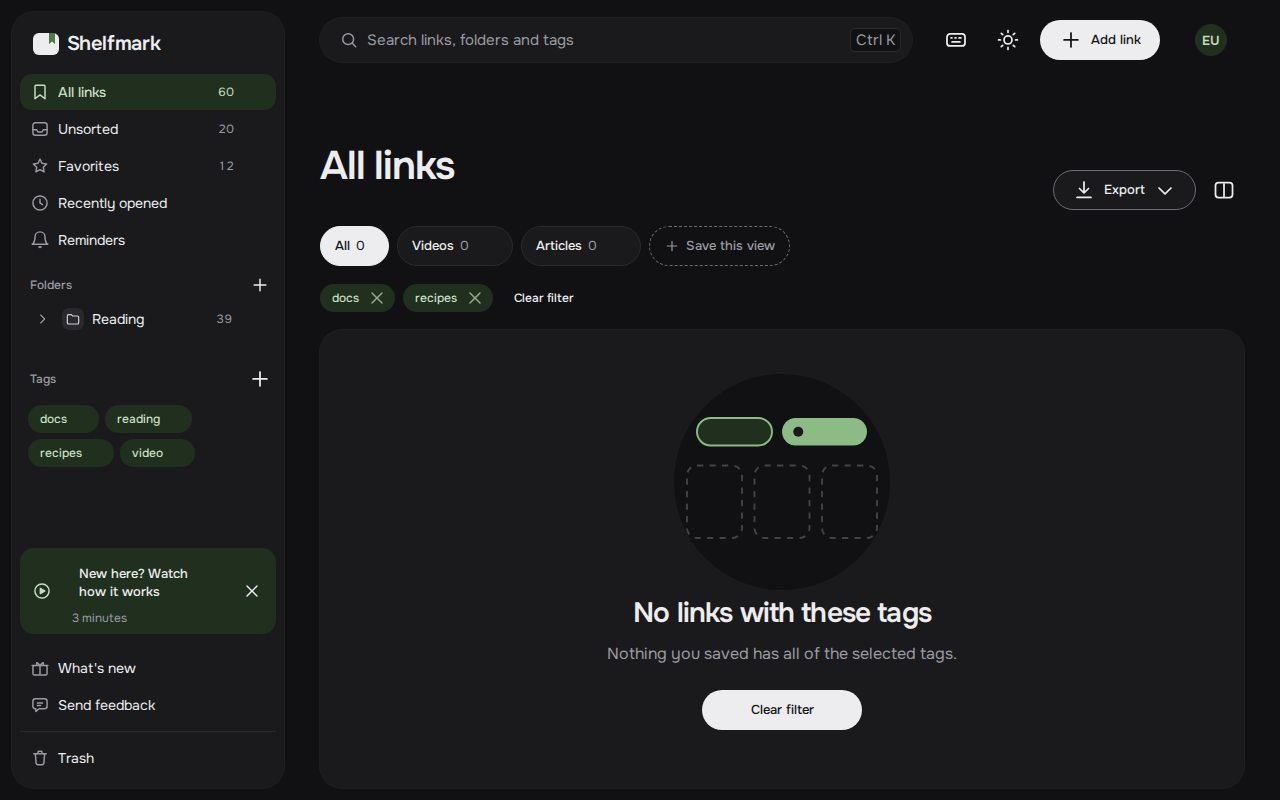 Shelfmark
Search links, folders and tags
Ctrl K
Add link
EU
All links 60
Unsorted 20
Favorites 12
Recently opened
Reminders
Folders
Reading 39
Tags
docs reading
recipes video
New here? Watch
how it works
3 minutes
What's new
Send feedback
Trash
All links
Export
All 0
Videos 0
Articles 0
Save this view
docs
recipes
Clear filter
No links with these tags
Nothing you saved has all of the selected tags.
Clear filter